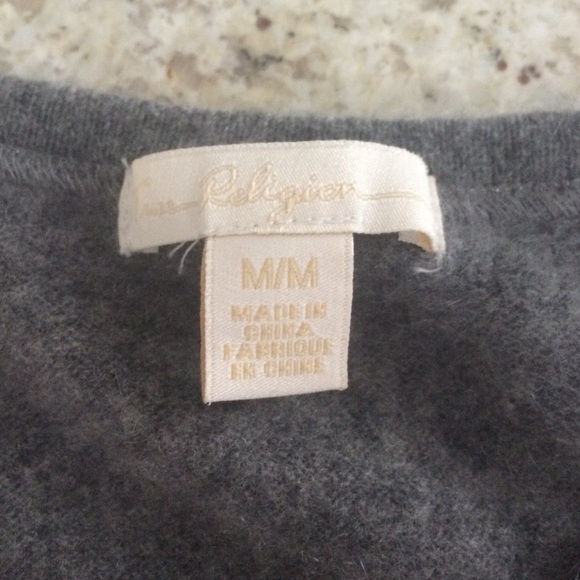 Religion
M/M
MADE IN
CHINA
FABRIQUE
EN CHINE